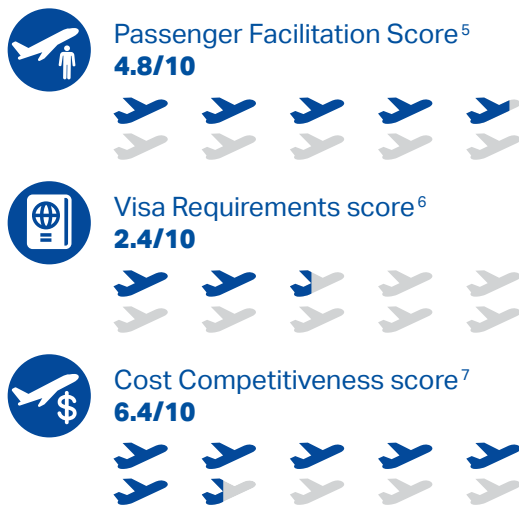 Passenger Facilitation Score⁵
4.8/10
Visa Requirements score⁶
2.4/10
Cost Competitiveness score⁷
6.4/10